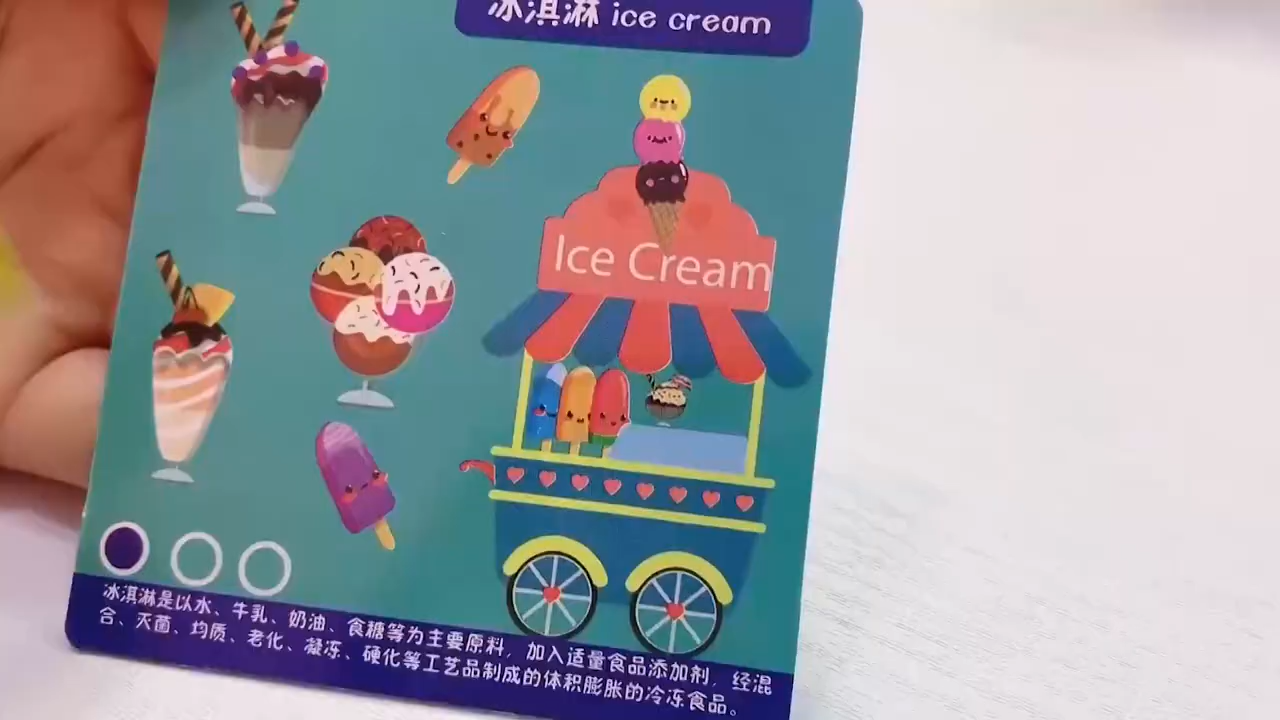 冰淇淋 ice cream
Ice Cream
冰淇淋是以水、牛乳、奶油、食糖等为主要原料，加入适量食品添加剂，经混
合、灭菌、均质、老化、凝冻、硬化等工艺品制成的体积膨胀的冷冻食品。